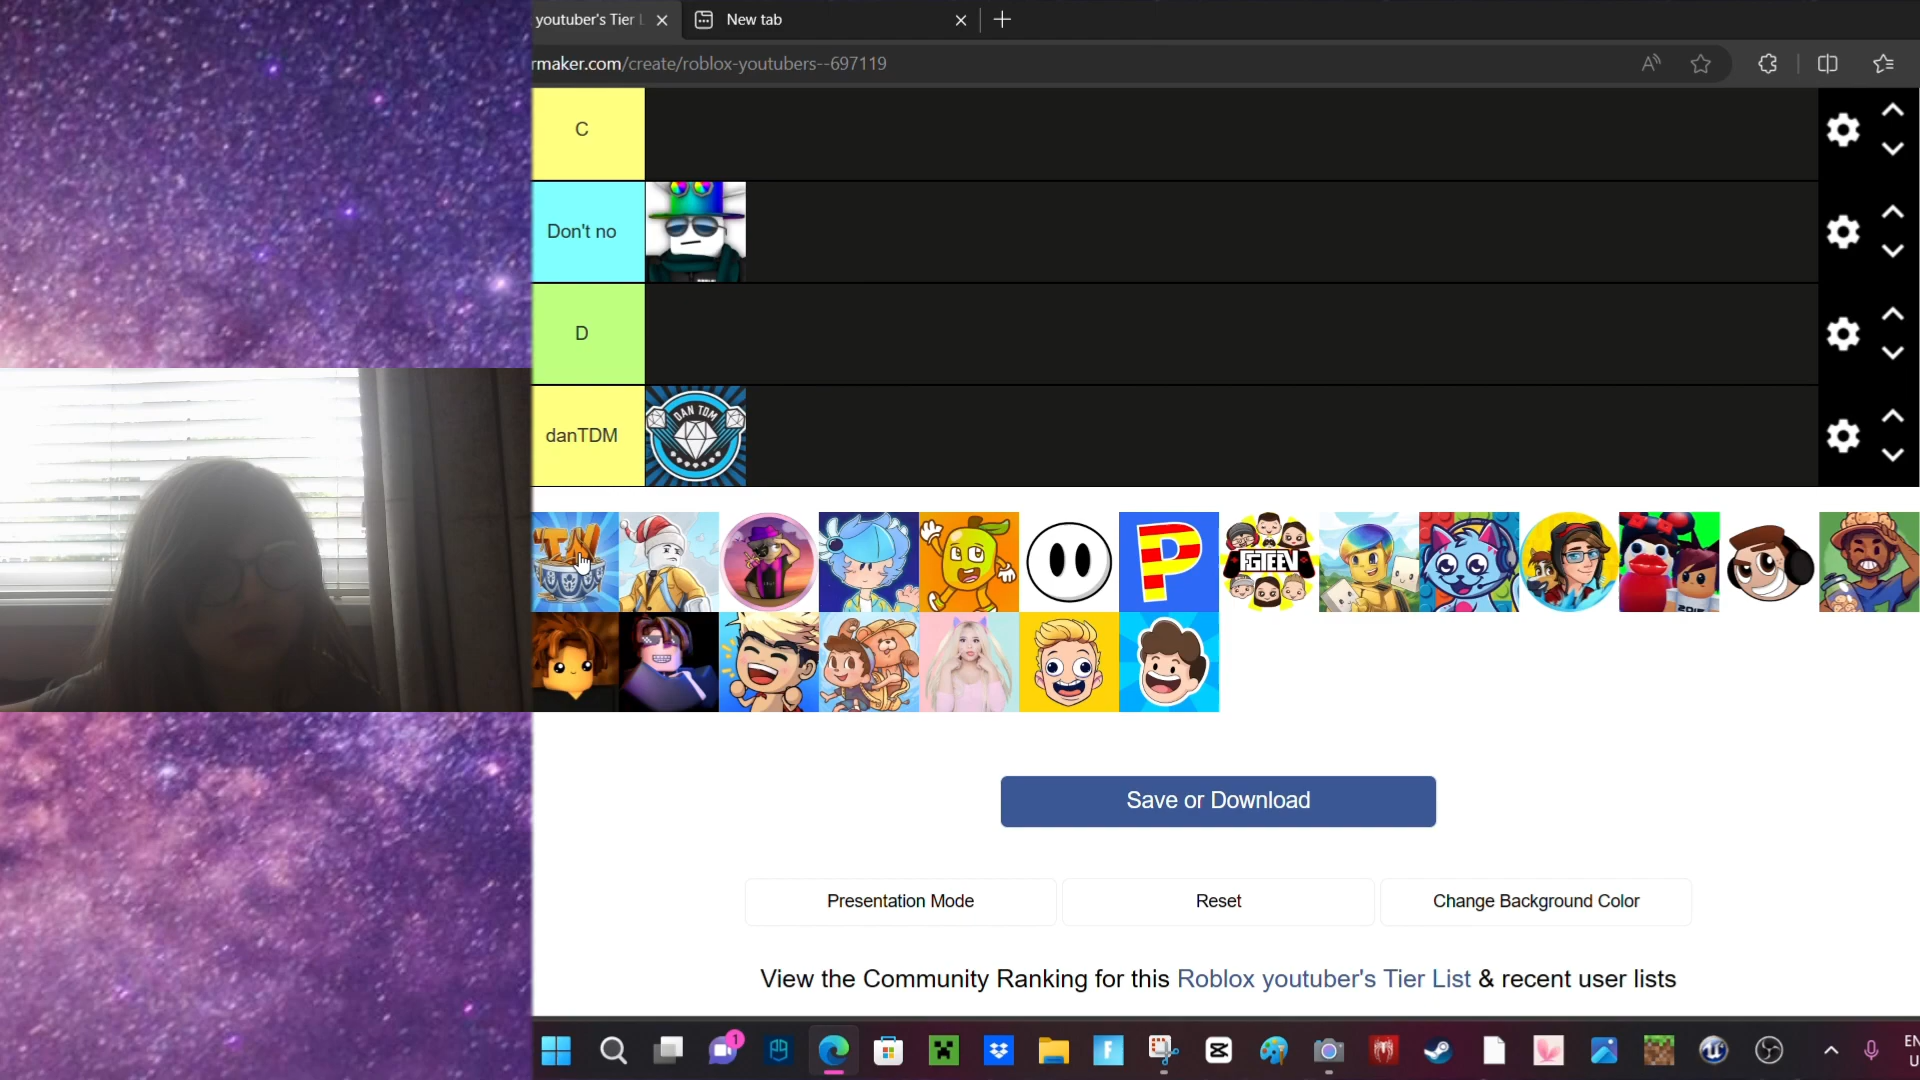 youtuber's Tier L
New tab
rmaker.com/create/roblox-youtubers--697119
C
Don't no
D
danTDM
DAN TDM
TN
P
FGTEEV
Save or Download
Presentation Mode
Reset
Change Background Color
View the Community Ranking for this Roblox youtuber's Tier List & recent user lists
1
F
EN
U